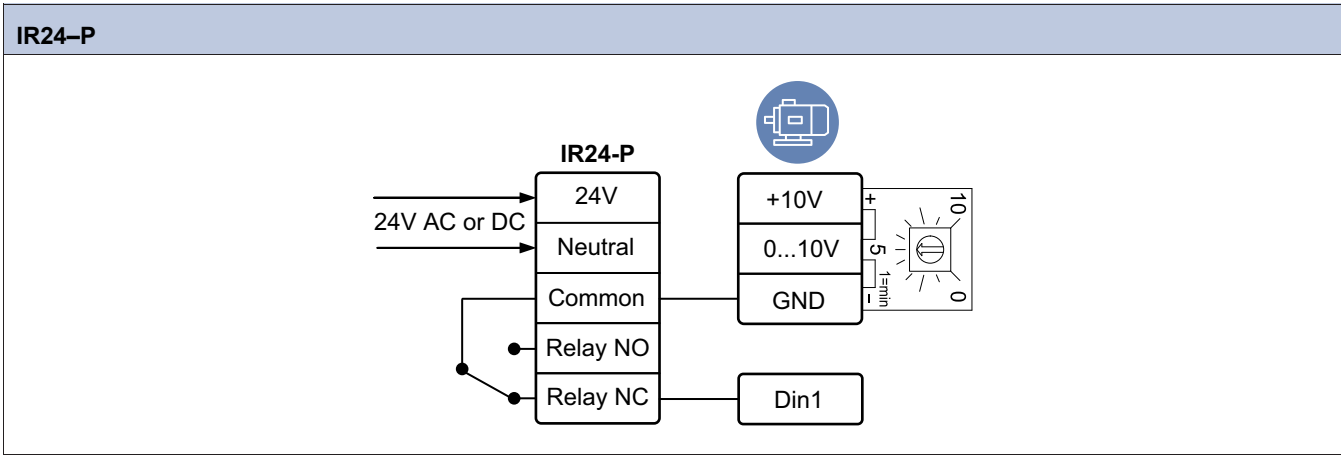 IR24–P
IR24-P
24V AC or DC
24V
Neutral
Common
Relay NO
Relay NC
+10V
0...10V
GND
Din1
+
-
10
5
1=min
0